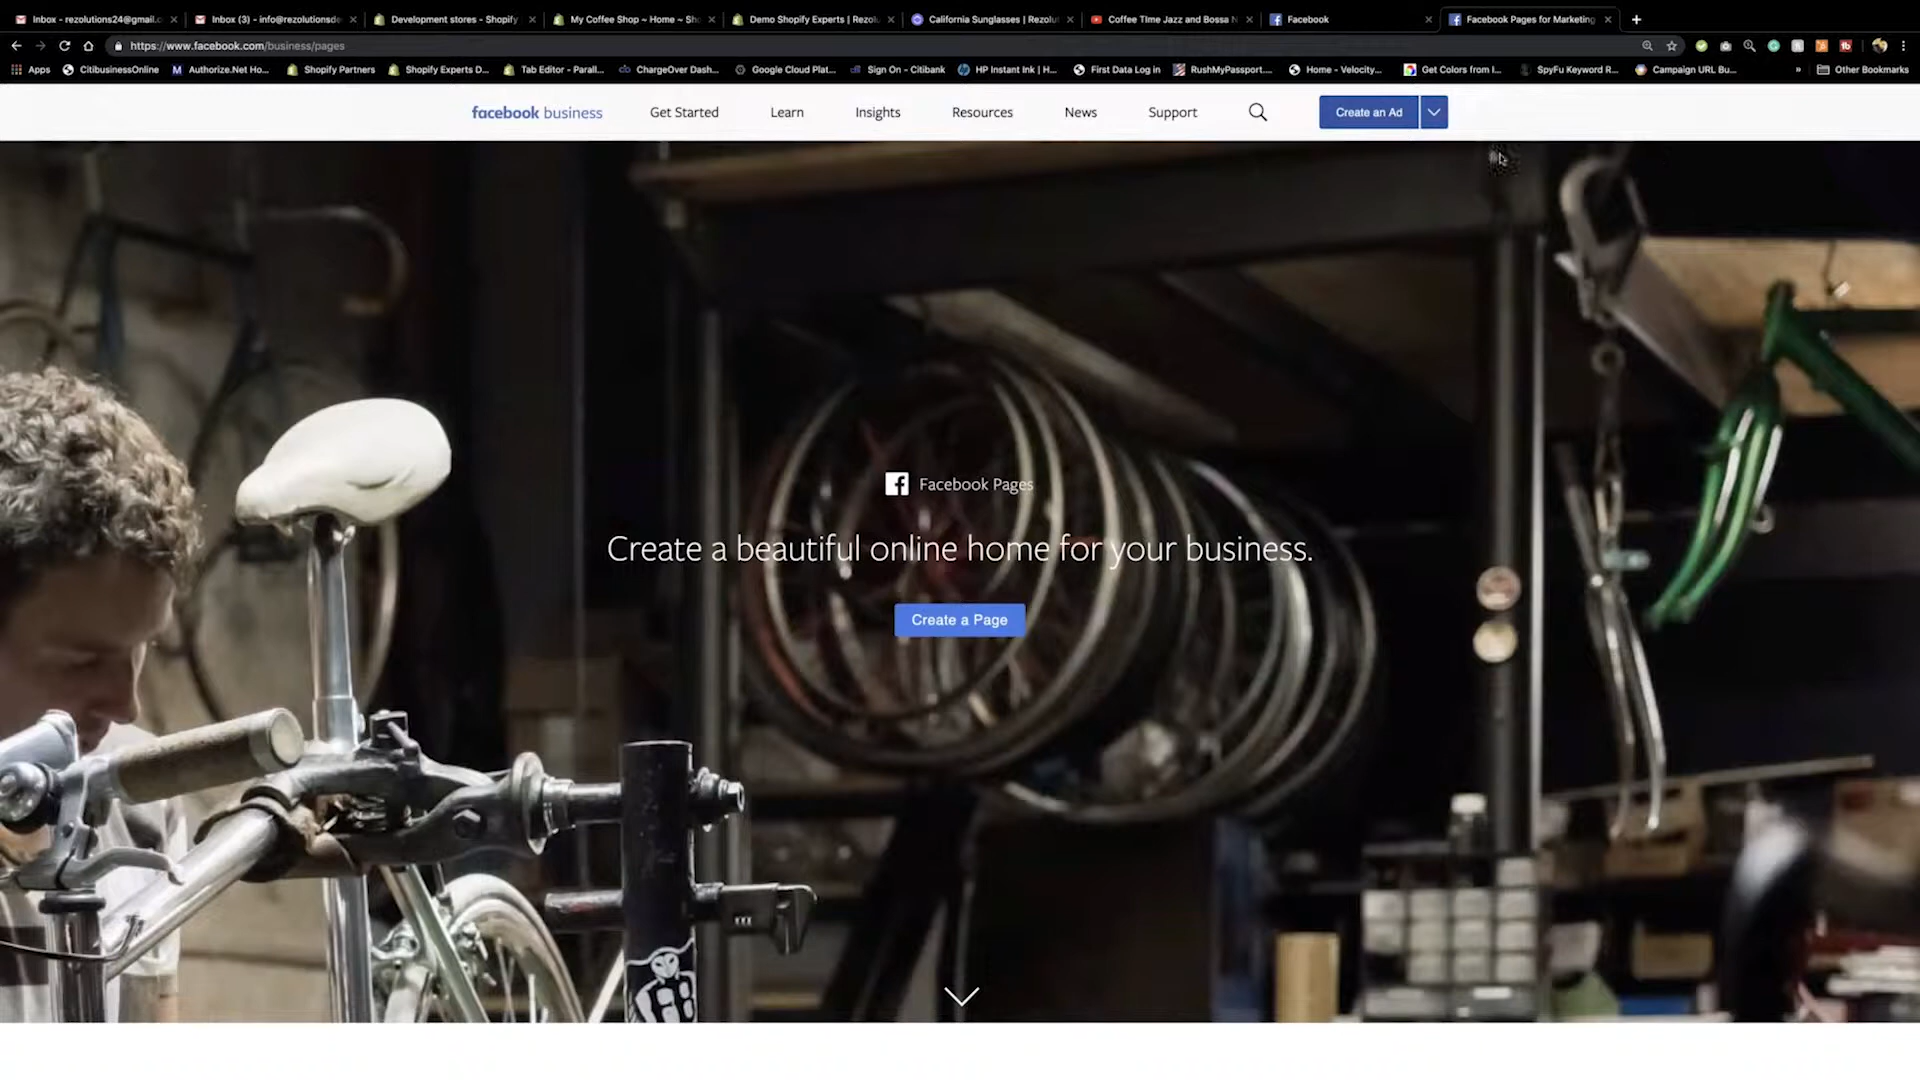 Inbox - rezolutions24@gmail.c
Inbox (3) - info@rezolutionsde
Development stores - Shopify
My Coffee Shop ~ Home ~ Sho
Demo Shopify Experts | Rezolu
California Sunglasses | Rezolut
Coffee TIme Jazz and Bossa N
Facebook
Facebook Pages for Marketing
https://www.facebook.com/business/pages
Apps
CitibusinessOnline
Authorize.Net Ho...
Shopify Partners
Shopify Experts D...
Tab Editor - Parall...
ChargeOver Dash...
Google Cloud Plat...
Sign On - Citibank
HP Instant Ink | H...
First Data Log in
RushMyPassport....
Home - Velocity...
Get Colors from I...
SpyFu Keyword R...
Campaign URL Bu...
»
Other Bookmarks
facebook business
Get Started
Learn
Insights
Resources
News
Support
Create an Ad
Facebook Pages
Create a beautiful online home for your business.
Create a Page